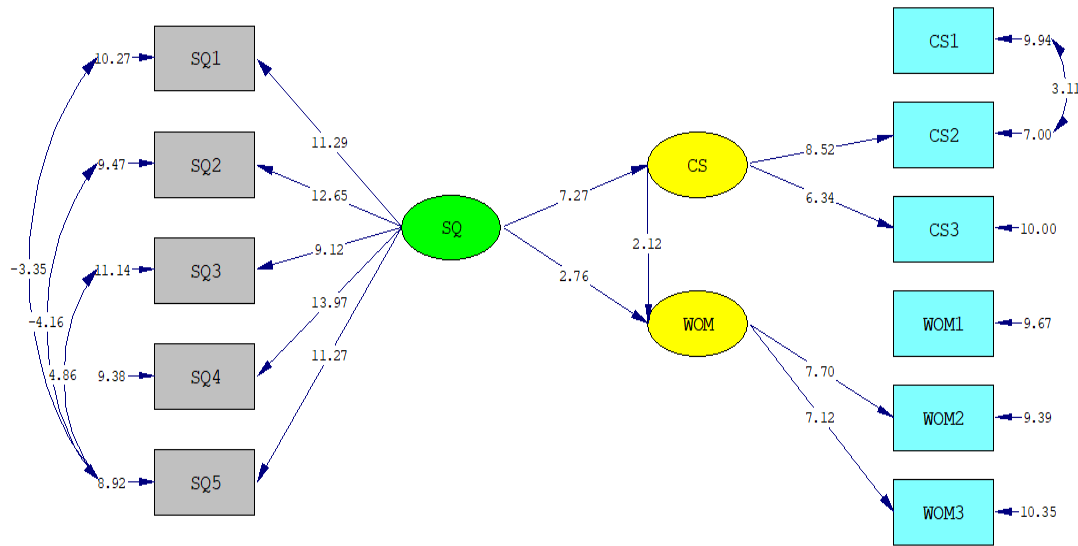 10.27
SQ1
9.47
SQ2
11.14
SQ3
9.38
SQ4
8.92
SQ5
-3.35
-4.16
4.86
11.29
12.65
9.12
13.97
11.27
SQ
7.27
2.76
CS
2.12
WOM
8.52
6.34
7.70
7.12
CS1
9.94
3.11
CS2
7.00
CS3
10.00
WOM1
9.67
WOM2
9.39
WOM3
10.35